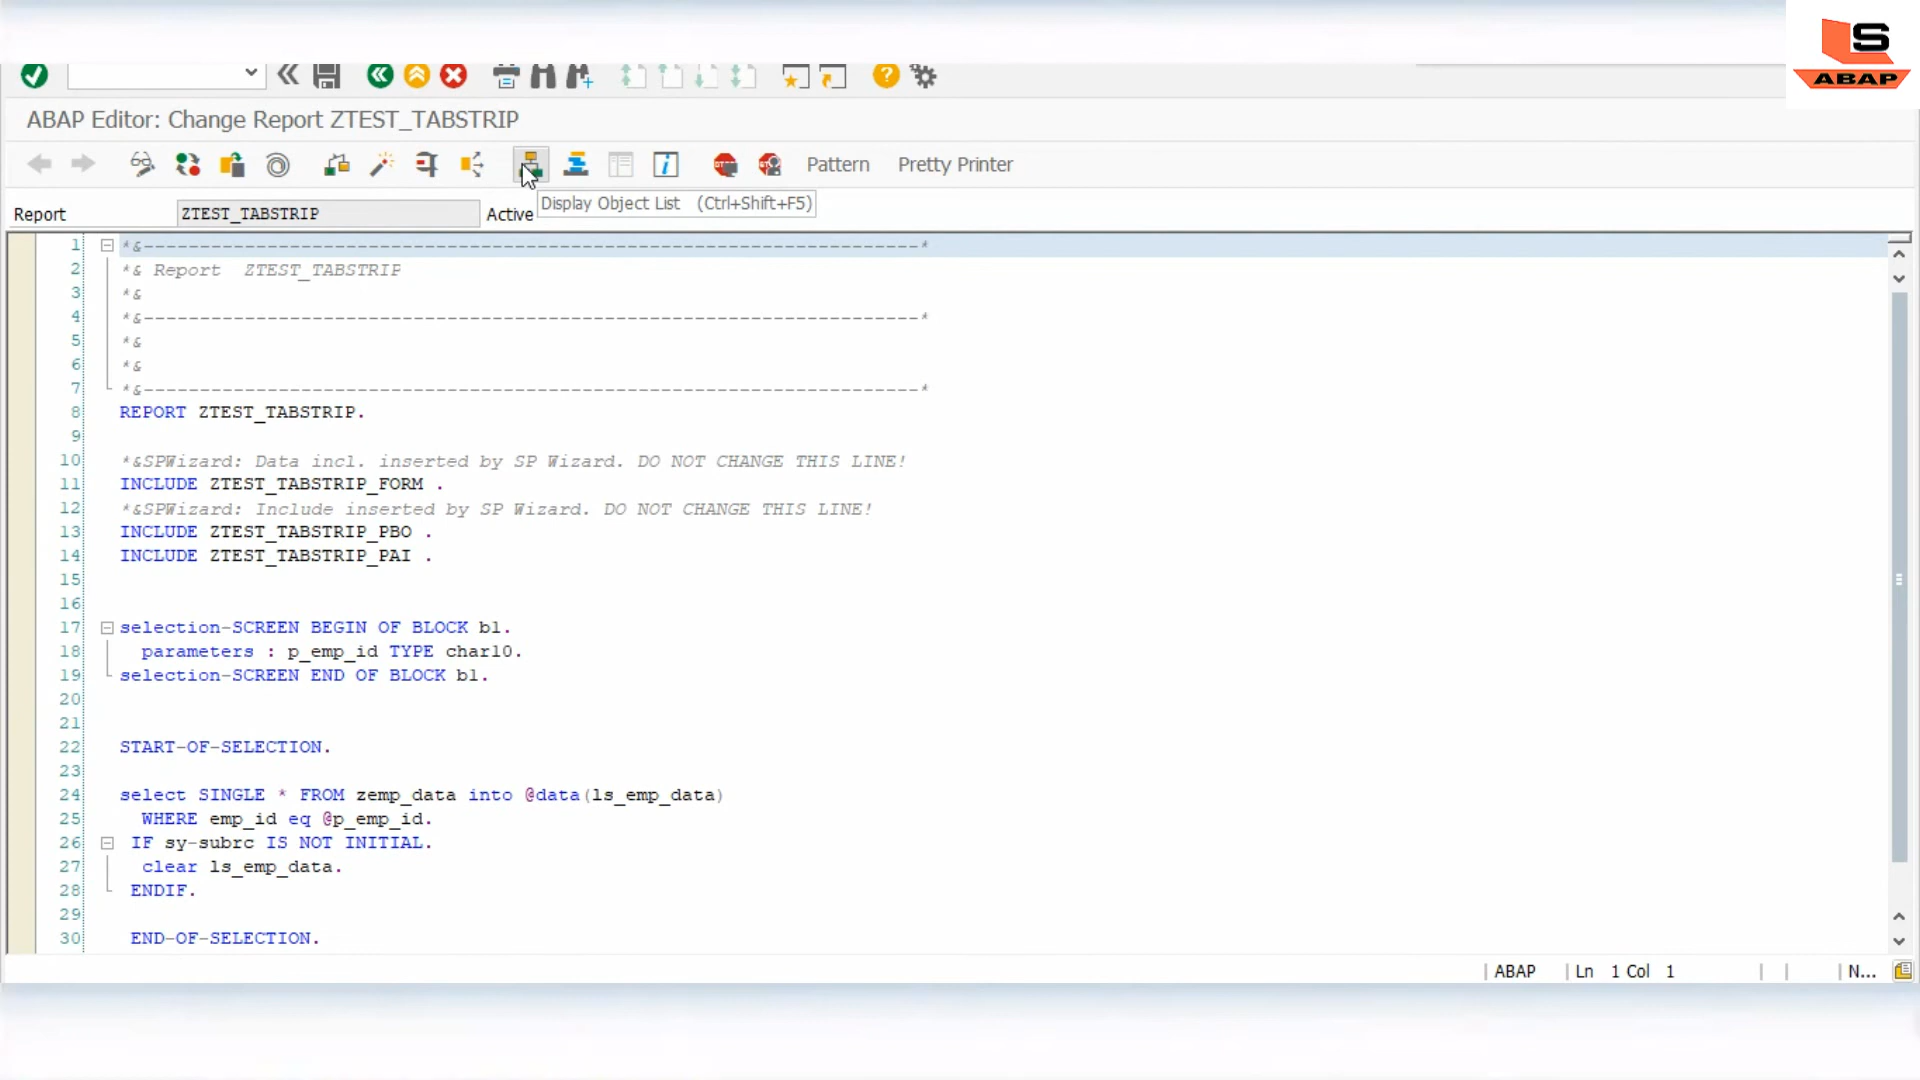 S
ABAP
ABAP Editor: Change Report ZTEST_TABSTRIP
Pattern
Pretty Printer
Display Object List (Ctrl+Shift+F5)
Report ZTEST_TABSTRIP Active
1 *&---------------------------------------------------------------------*
2 *& Report ZTEST_TABSTRIP
3 *&
4 *&---------------------------------------------------------------------*
5 *&
6 *&
7 *&---------------------------------------------------------------------*
8 REPORT ZTEST_TABSTRIP.
9
10 *&SPWizard: Data incl. inserted by SP Wizard. DO NOT CHANGE THIS LINE!
11 INCLUDE ZTEST_TABSTRIP_FORM .
12 *&SPWizard: Include inserted by SP Wizard. DO NOT CHANGE THIS LINE!
13 INCLUDE ZTEST_TABSTRIP_PBO .
14 INCLUDE ZTEST_TABSTRIP_PAI .
15
16
17 selection-SCREEN BEGIN OF BLOCK b1.
18 parameters : p_emp_id TYPE char10.
19 selection-SCREEN END OF BLOCK b1.
20
21
22 START-OF-SELECTION.
23
24 select SINGLE * FROM zemp_data into @data(ls_emp_data)
25 WHERE emp_id eq @p_emp_id.
26 IF sy-subrc IS NOT INITIAL.
27 clear ls_emp_data.
28 ENDIF.
29
30 END-OF-SELECTION.
ABAP Ln 1 Col 1 N...